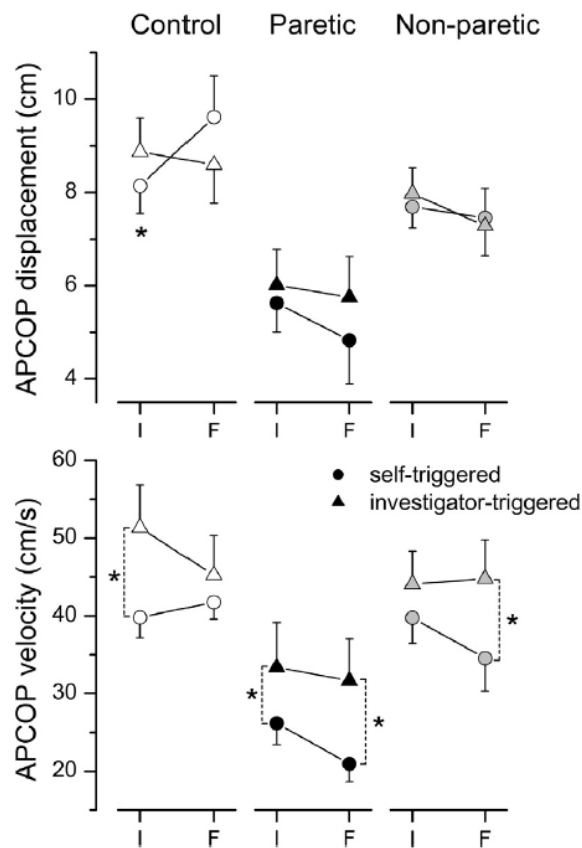 Control Paretic Non-paretic
APCOP displacement (cm)
10
8
6
4
*
I F I F I F
APCOP velocity (cm/s)
60
50
40
30
20
self-triggered
investigator-triggered
* * * *
I F I F I F